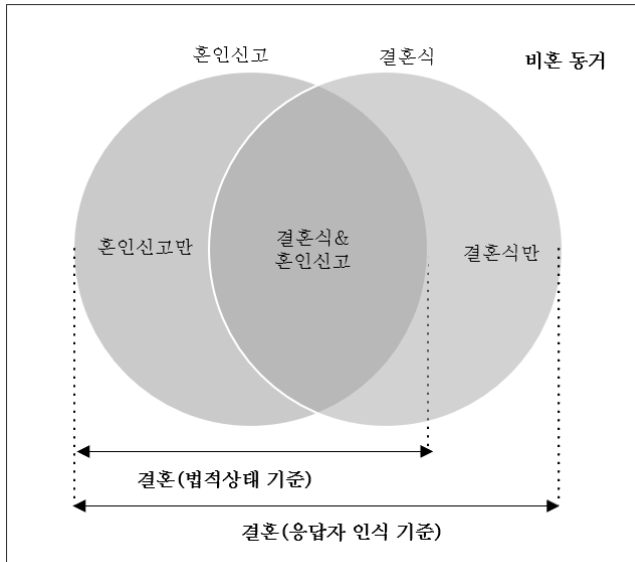 혼인신고
결혼식
비혼 동거
혼인신고만
결혼식&
혼인신고
결혼식만
결혼(법적상태 기준)
결혼(응답자 인식 기준)